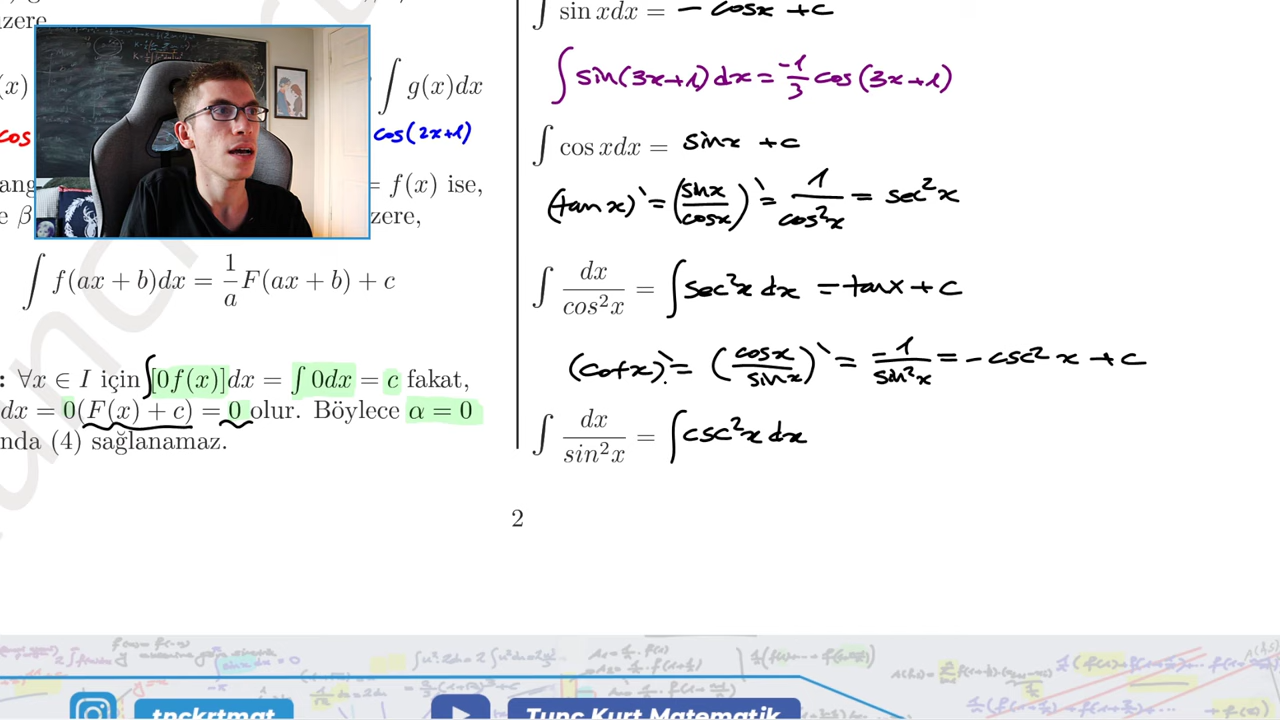 üzere
(x)
∫ g(x)dx
cos
cos(2x+1)
= f(x) ise,
e β
zere,
∫ f(ax + b)dx = 1/a F(ax + b) + c
: ∀x ∈ I için ∫[0f(x)]dx = ∫ 0dx = c fakat,
dx = 0(F(x) + c) = 0 olur. Böylece α = 0
nda (4) sağlanamaz.
∫ sin xdx = - cosx + c
∫ sin(3x+1) dx = -1/3 cos(3x+1)
∫ cos xdx = sinx + c
(tan x)' = (sinx/cosx)' = 1/cos²x = sec²x
∫ dx/cos²x = ∫ sec²x dx = tanx + c
(cotx)' = (cosx/sinx)' = -1/sin²x = - csc²x + c
∫ dx/sin²x = ∫ csc²x dx
2
tnckrtmat
Tunç Kurt Matematik